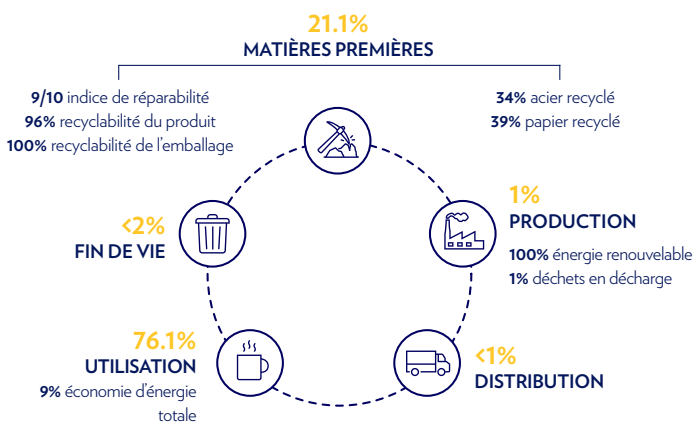 21.1%
MATIÈRES PREMIÈRES
9/10 indice de réparabilité
96% recyclabilité du produit
100% recyclabilité de l'emballage
34% acier recyclé
39% papier recyclé
1%
PRODUCTION
100% énergie renouvelable
1% déchets en décharge
<2%
FIN DE VIE
76.1%
UTILISATION
9% économie d'énergie
totale
<1%
DISTRIBUTION